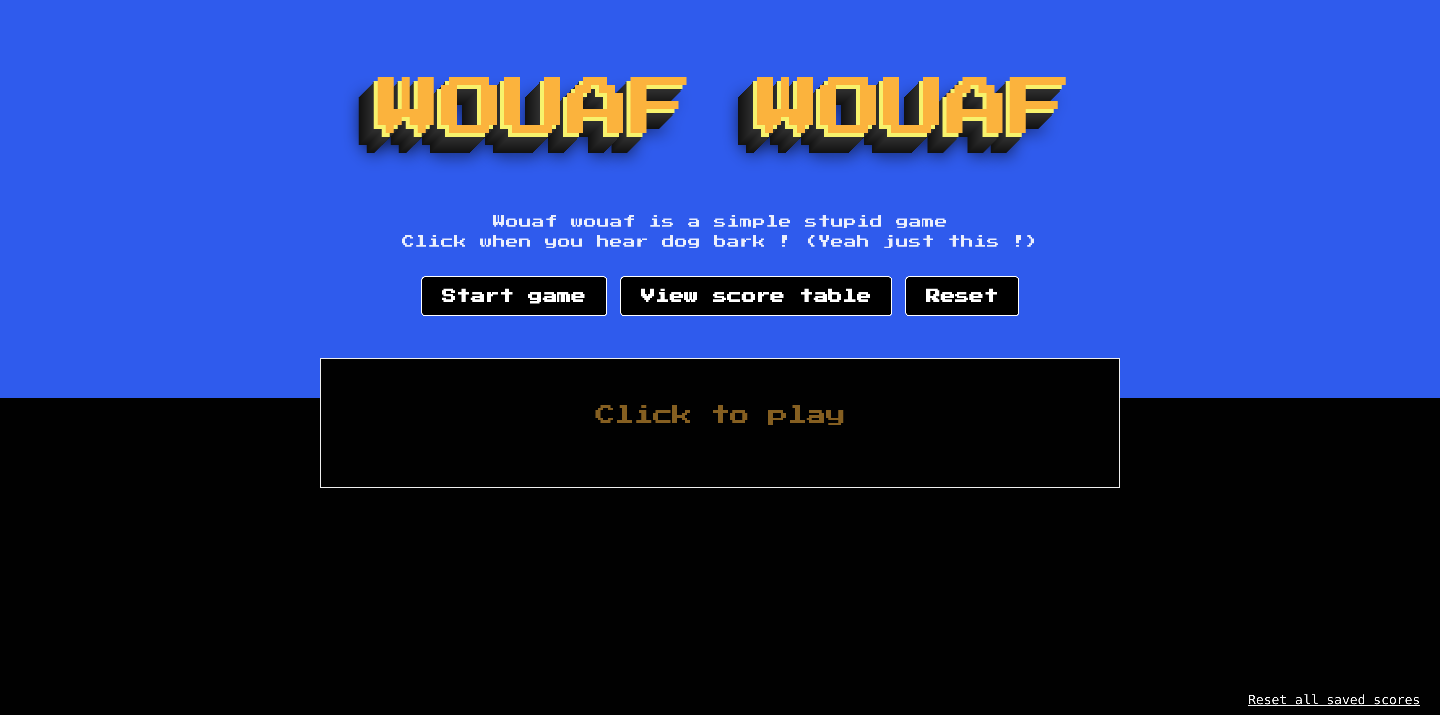 WOUAF WOUAF
Wouaf wouaf is a simple stupid game
Click when you hear dog bark ! (Yeah just this !)
Start game View score table Reset
Click to play
Reset all saved scores